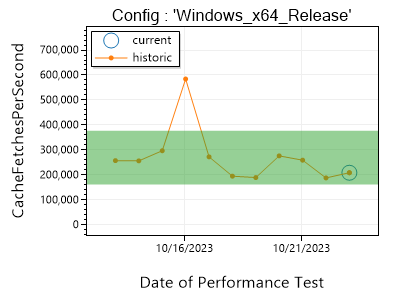 Config : 'Windows_x64_Release'
current
historic
700,000
600,000
500,000
400,000
300,000
200,000
100,000
0
CacheFetchesPerSecond
10/16/2023
10/21/2023
Date of Performance Test